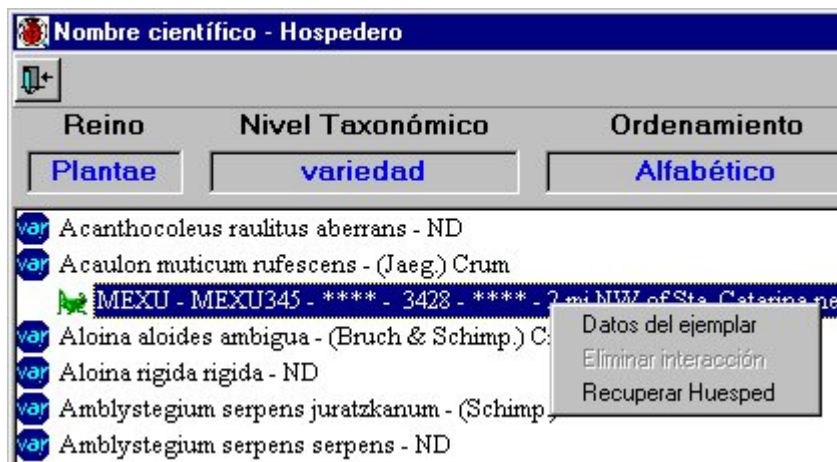 Nombre científico - Hospedero
Reino Nivel Taxonómico Ordenamiento
Plantae variedad Alfabético
var Acanthocoleus raulitus aberrans - ND
var Acaulon muticum rufescens - (Jaeg.) Crum
MEXU - MEXU345 - **** - 3428 - **** - 2 mi NW of Sta. Catarina ne
Datos del ejemplar
var Aloina aloides ambigua - (Bruch & Schimp.) C
Eliminar interacción
var Aloina rigida rigida - ND
Recuperar Huesped
var Amblystegium serpens juratzkanum - (Schimp.)
var Amblystegium serpens serpens - ND